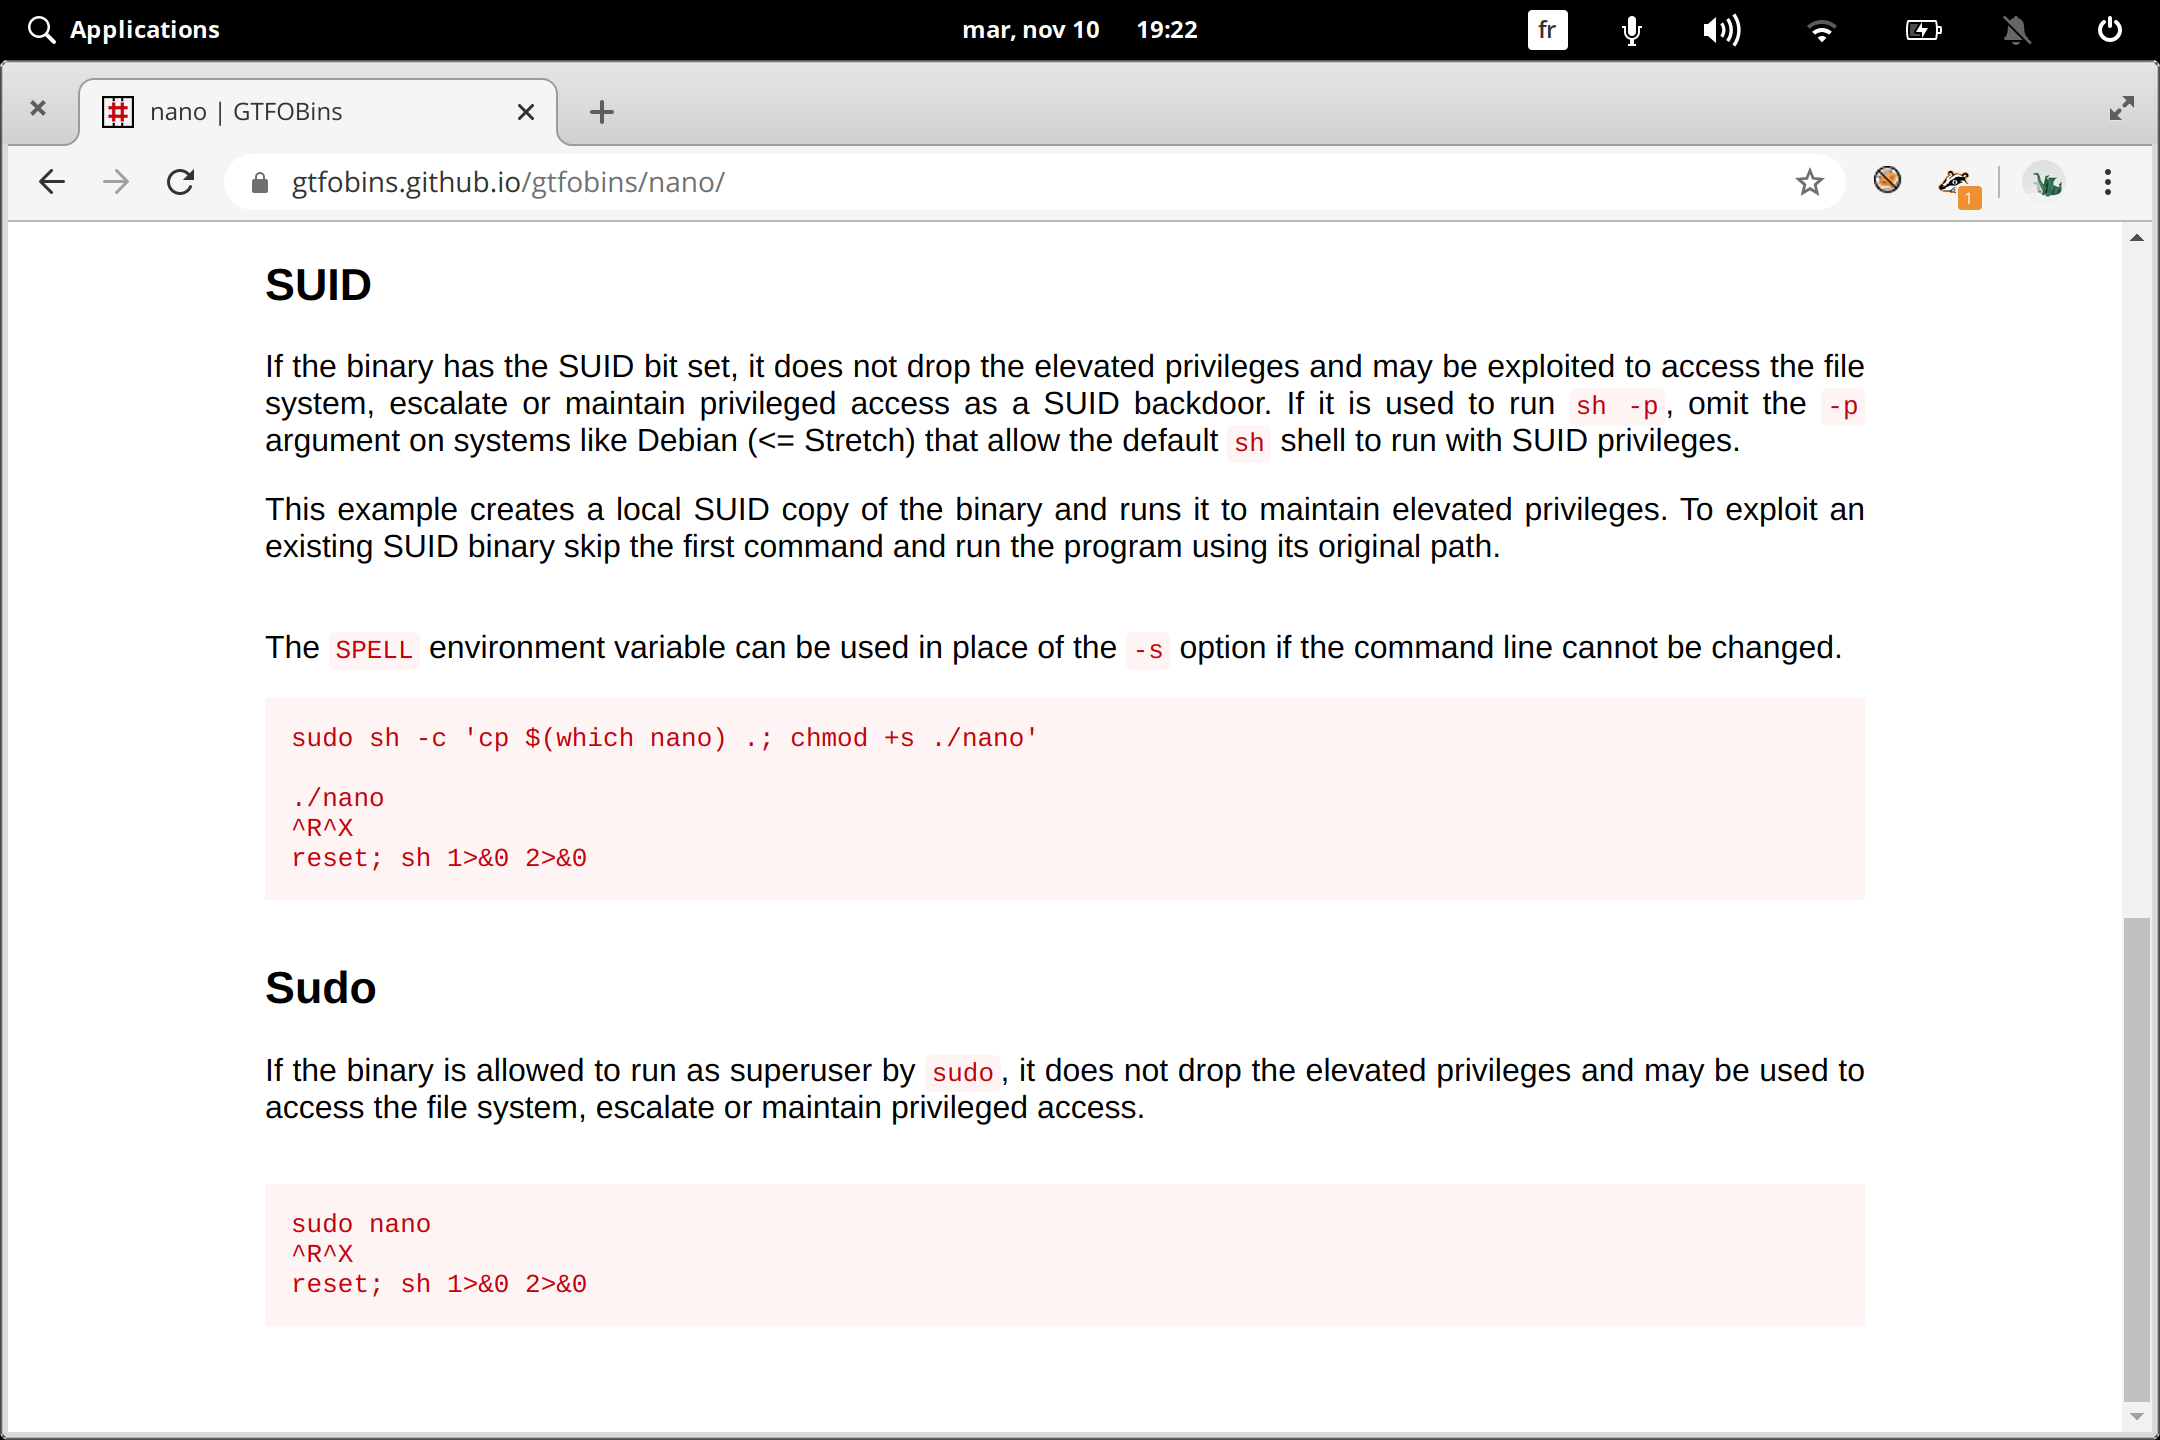 Applications
mar, nov 10 19:22
fr
nano | GTFOBins
gtfobins.github.io/gtfobins/nano/
1
SUID
If the binary has the SUID bit set, it does not drop the elevated privileges and may be exploited to access the file
system, escalate or maintain privileged access as a SUID backdoor. If it is used to run sh -p, omit the -p
argument on systems like Debian (<= Stretch) that allow the default sh shell to run with SUID privileges.
This example creates a local SUID copy of the binary and runs it to maintain elevated privileges. To exploit an
existing SUID binary skip the first command and run the program using its original path.
The SPELL environment variable can be used in place of the -s option if the command line cannot be changed.
sudo sh -c 'cp $(which nano) .; chmod +s ./nano'
./nano
^R^X
reset; sh 1>&0 2>&0
Sudo
If the binary is allowed to run as superuser by sudo, it does not drop the elevated privileges and may be used to
access the file system, escalate or maintain privileged access.
sudo nano
^R^X
reset; sh 1>&0 2>&0